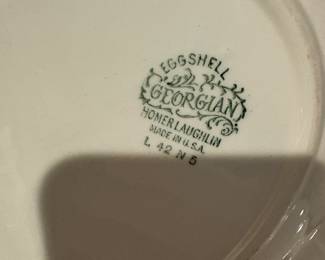 EGGSHELL
GEORGIAN
HOMER LAUGHLIN
MADE IN U.S.A.
L 42 N 5